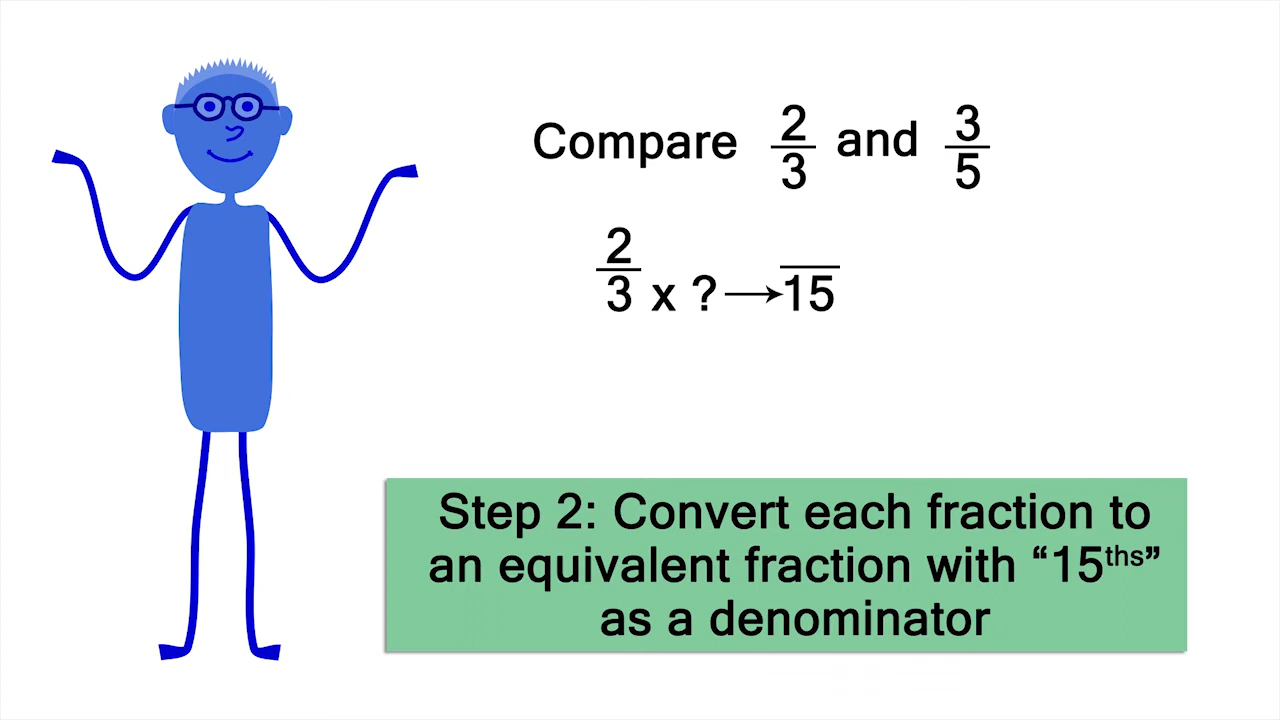 Compare 2/3 and 3/5
2/3 x ? → /15
Step 2: Convert each fraction to
an equivalent fraction with “15ths”
as a denominator